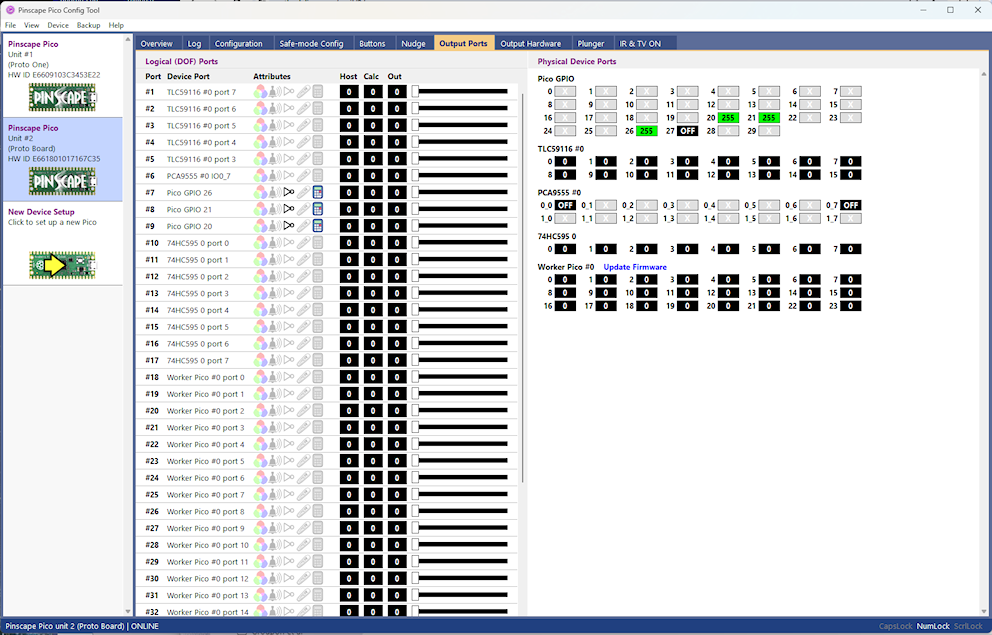 Pinscape Pico Config Tool
File View Device Backup Help
Pinscape Pico
Unit #1
(Proto One)
HW ID E6609103C3453E22
PINSCAPE
Pinscape Pico
Unit #2
(Proto Board)
HW ID E661801017167C35
PINSCAPE
New Device Setup
Click to set up a new Pico
Overview Log Configuration Safe-mode Config Buttons Nudge Output Ports Output Hardware Plunger IR & TV ON
Logical (DOF) Ports
Port Device Port Attributes Host Calc Out
#1 TLC59116 #0 port 7 0 0 0
#2 TLC59116 #0 port 6 0 0 0
#3 TLC59116 #0 port 5 0 0 0
#4 TLC59116 #0 port 4 0 0 0
#5 TLC59116 #0 port 3 0 0 0
#6 PCA9555 #0 IO0_7 0 0 0
#7 Pico GPIO 26 0 0 0
#8 Pico GPIO 21 0 0 0
#9 Pico GPIO 20 0 0 0
#10 74HC595 0 port 0 0 0 0
#11 74HC595 0 port 1 0 0 0
#12 74HC595 0 port 2 0 0 0
#13 74HC595 0 port 3 0 0 0
#14 74HC595 0 port 4 0 0 0
#15 74HC595 0 port 5 0 0 0
#16 74HC595 0 port 6 0 0 0
#17 74HC595 0 port 7 0 0 0
#18 Worker Pico #0 port 0 0 0 0
#19 Worker Pico #0 port 1 0 0 0
#20 Worker Pico #0 port 2 0 0 0
#21 Worker Pico #0 port 3 0 0 0
#22 Worker Pico #0 port 4 0 0 0
#23 Worker Pico #0 port 5 0 0 0
#24 Worker Pico #0 port 6 0 0 0
#25 Worker Pico #0 port 7 0 0 0
#26 Worker Pico #0 port 8 0 0 0
#27 Worker Pico #0 port 9 0 0 0
#28 Worker Pico #0 port 10 0 0 0
#29 Worker Pico #0 port 11 0 0 0
#30 Worker Pico #0 port 12 0 0 0
#31 Worker Pico #0 port 13 0 0 0
#32 Worker Pico #0 port 14 0 0 0
Physical Device Ports
Pico GPIO
0 X 1 X 2 X 3 X 4 X 5 X 6 X 7 X
8 X 9 X 10 X 11 X 12 X 13 X 14 X 15 X
16 X 17 X 18 X 19 X 20 255 21 255 22 X 23 X
24 X 25 X 26 255 27 OFF 28 X 29 X
TLC59116 #0
0 0 1 0 2 0 3 0 4 0 5 0 6 0 7 0
8 0 9 0 10 0 11 0 12 0 13 0 14 0 15 0
PCA9555 #0
0_0 OFF 0_1 X 0_2 X 0_3 X 0_4 X 0_5 X 0_6 X 0_7 OFF
1_0 X 1_1 X 1_2 X 1_3 X 1_4 X 1_5 X 1_6 X 1_7 X
74HC595 0
0 0 1 0 2 0 3 0 4 0 5 0 6 0 7 0
Worker Pico #0 Update Firmware
0 0 1 0 2 0 3 0 4 0 5 0 6 0 7 0
8 0 9 0 10 0 11 0 12 0 13 0 14 0 15 0
16 0 17 0 18 0 19 0 20 0 21 0 22 0 23 0
Pinscape Pico unit 2 (Proto Board) | ONLINE
CapsLock NumLock ScrlLock